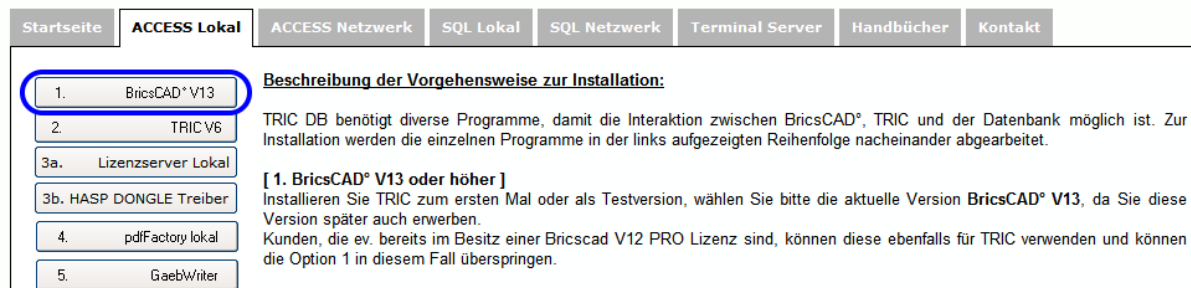 Startseite ACCESS Lokal ACCESS Netzwerk SQL Lokal SQL Netzwerk Terminal Server Handbücher Kontakt
1. BricsCAD° V13
2. TRIC V6
3a. Lizenzserver Lokal
3b. HASP DONGLE Treiber
4. pdfFactory lokal
5. GaebWriter
Beschreibung der Vorgehensweise zur Installation:
TRIC DB benötigt diverse Programme, damit die Interaktion zwischen BricsCAD°, TRIC und der Datenbank möglich ist. Zur
Installation werden die einzelnen Programme in der links aufgezeigten Reihenfolge nacheinander abgearbeitet.
[ 1. BricsCAD° V13 oder höher ]
Installieren Sie TRIC zum ersten Mal oder als Testversion, wählen Sie bitte die aktuelle Version BricsCAD° V13, da Sie diese
Version später auch erwerben.
Kunden, die ev. bereits im Besitz einer Bricscad V12 PRO Lizenz sind, können diese ebenfalls für TRIC verwenden und können
die Option 1 in diesem Fall überspringen.